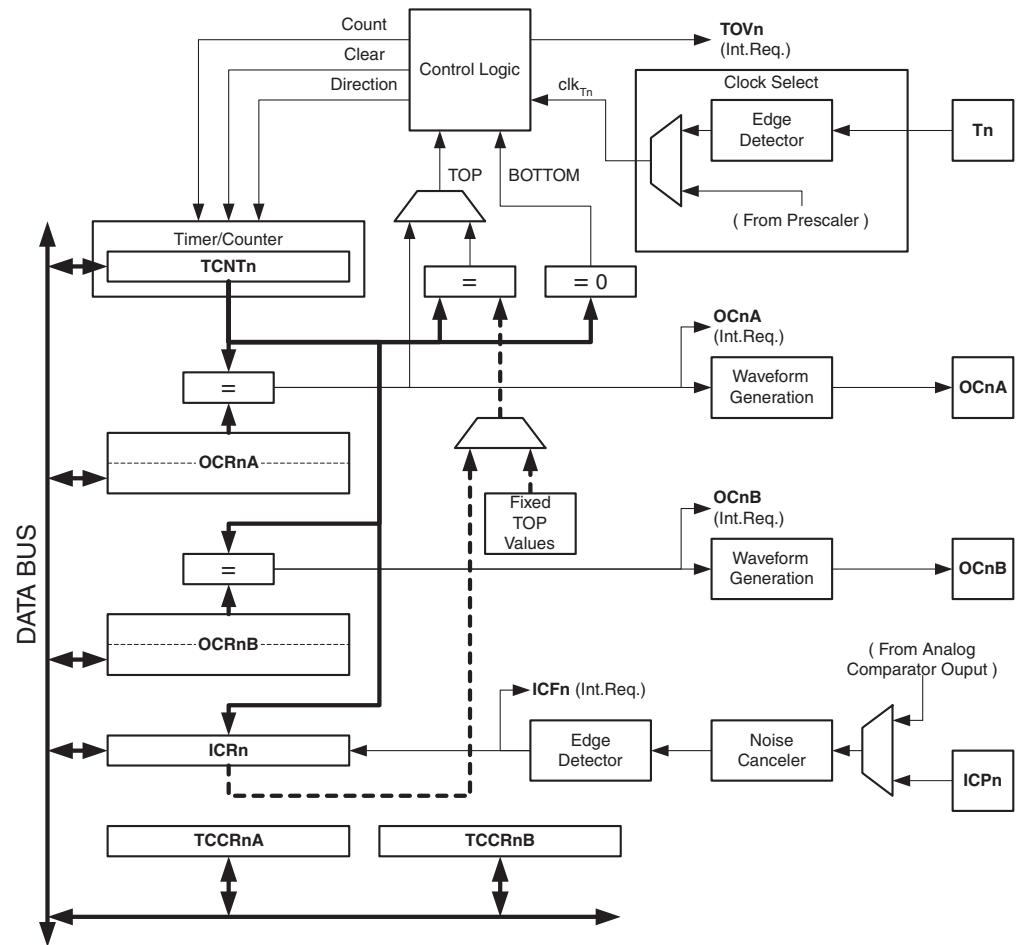 Count
Clear
Direction
Control Logic
TOVn
(Int.Req.)
clkTn
Clock Select
Edge
Detector
Tn
( From Prescaler )
TOP
BOTTOM
Timer/Counter
TCNTn
=
= 0
OCnA
(Int.Req.)
=
Waveform
Generation
OCnA
OCRnA
Fixed
TOP
Values
OCnB
(Int.Req.)
=
Waveform
Generation
OCnB
OCRnB
DATA BUS
( From Analog
Comparator Ouput )
ICFn (Int.Req.)
ICRn
Edge
Detector
Noise
Canceler
ICPn
TCCRnA
TCCRnB